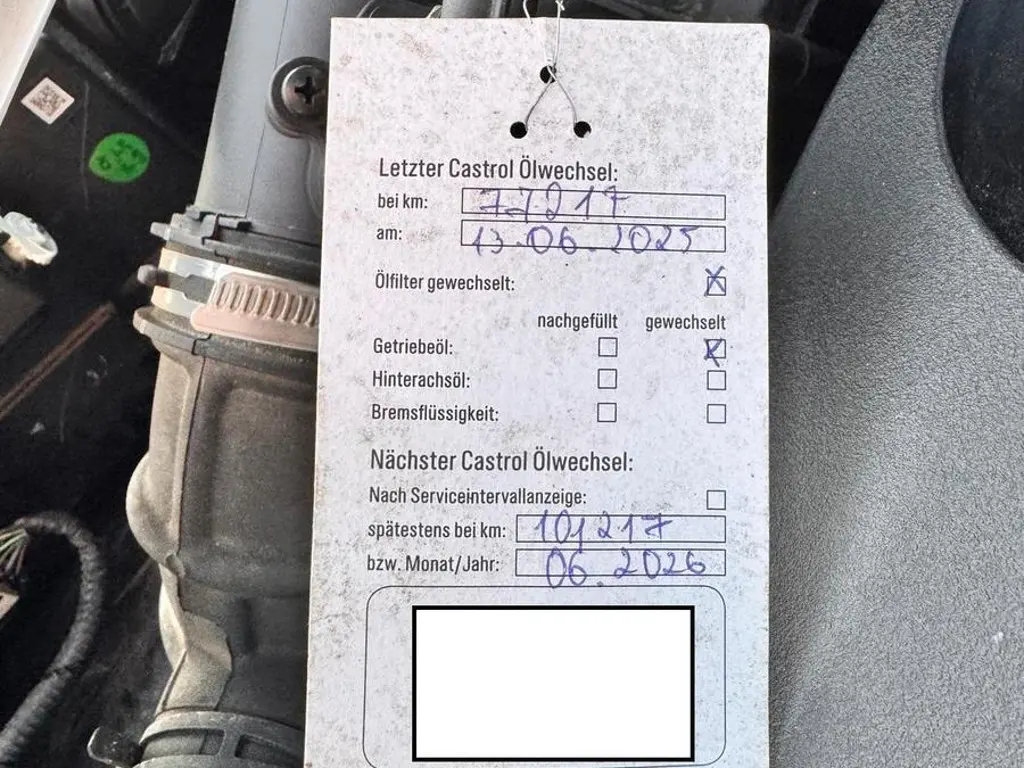 Letzter Castrol Ölwechsel:
bei km: 77217
am: 13.06.2025
Ölfilter gewechselt: X
nachgefüllt gewechselt
Getriebeöl:
Hinterachsöl:
Bremsflüssigkeit:
Nächster Castrol Ölwechsel:
Nach Serviceintervallanzeige:
spätestens bei km: 101217
bzw. Monat/Jahr: 06.2026